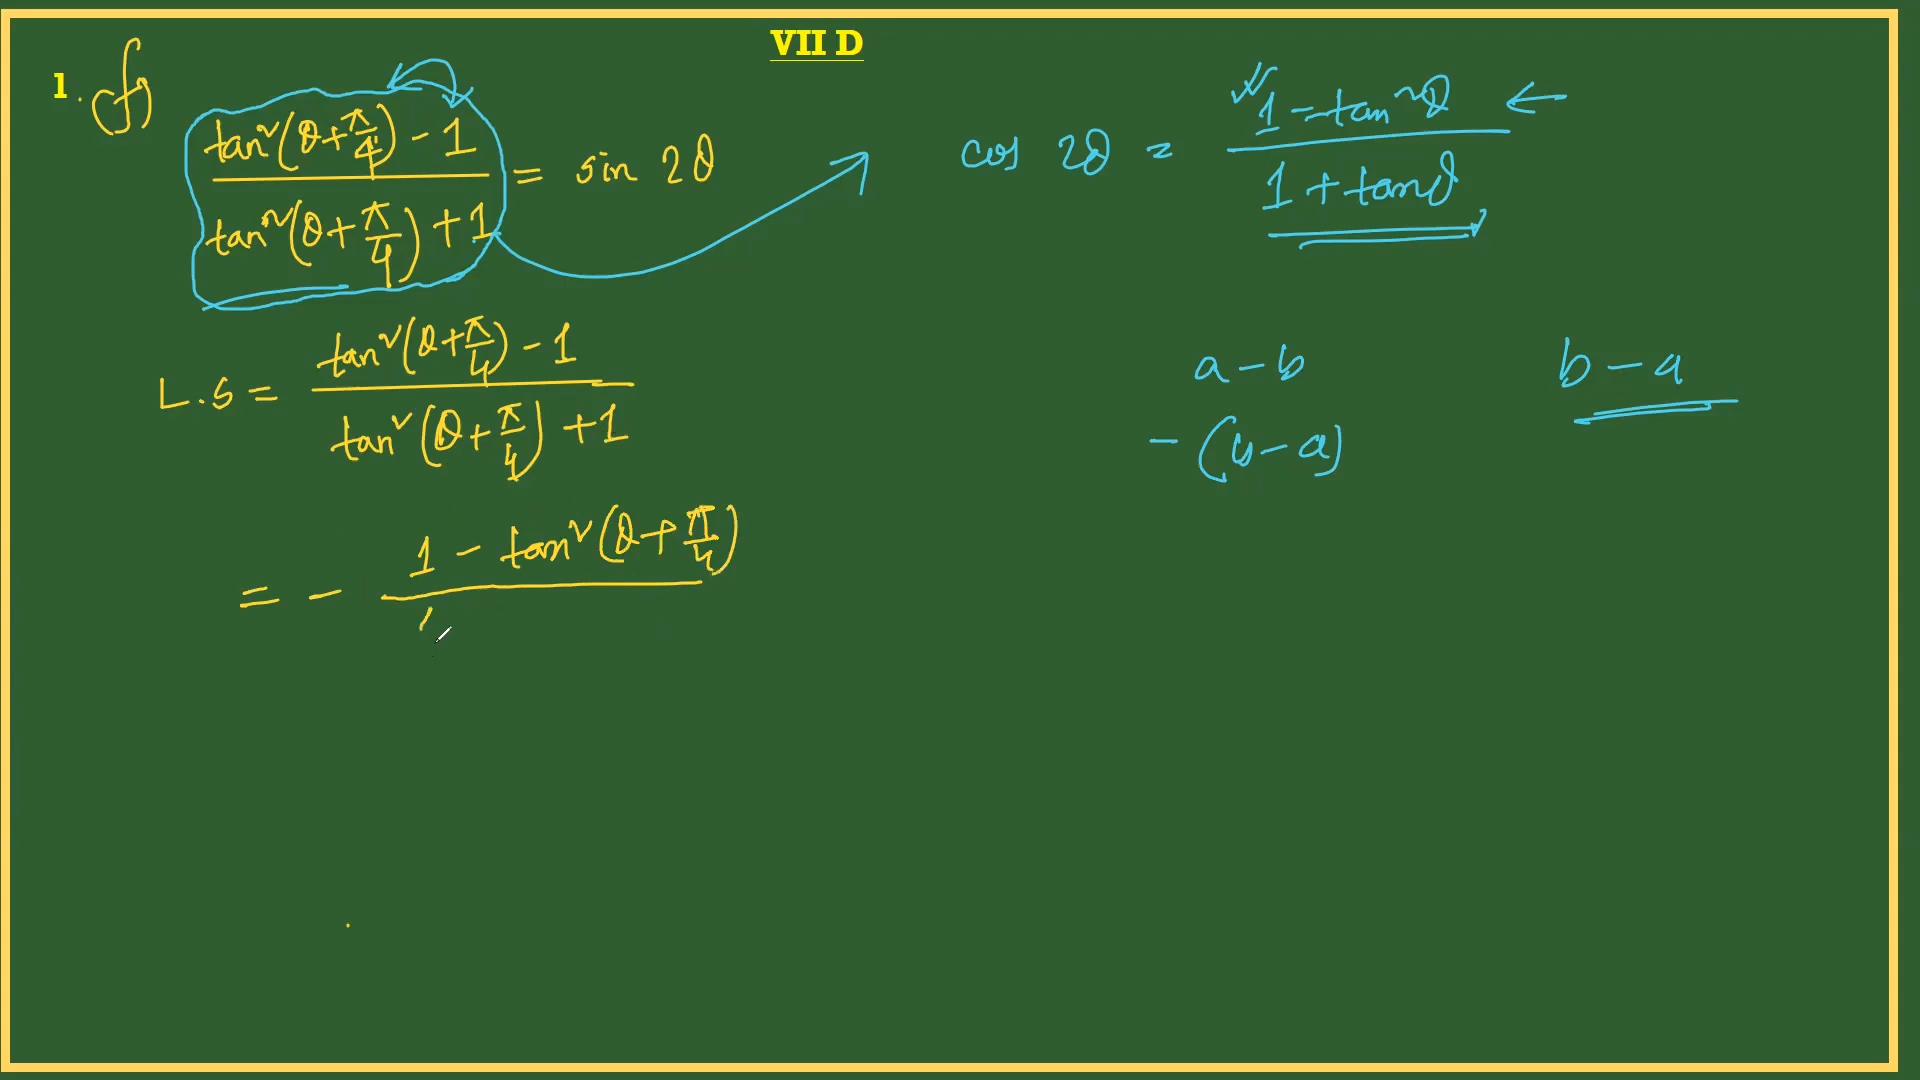 VII D
1. (f)
tan²(θ+π/4) - 1 / tan²(θ+π/4) + 1 = sin 2θ
cos 2θ = 1 - tan²θ / 1 + tanθ
L.S = tan²(θ+π/4) - 1 / tan²(θ+π/4) + 1
a - b
b - a
- (b - a)
= - 1 - tan²(θ+π/4) /